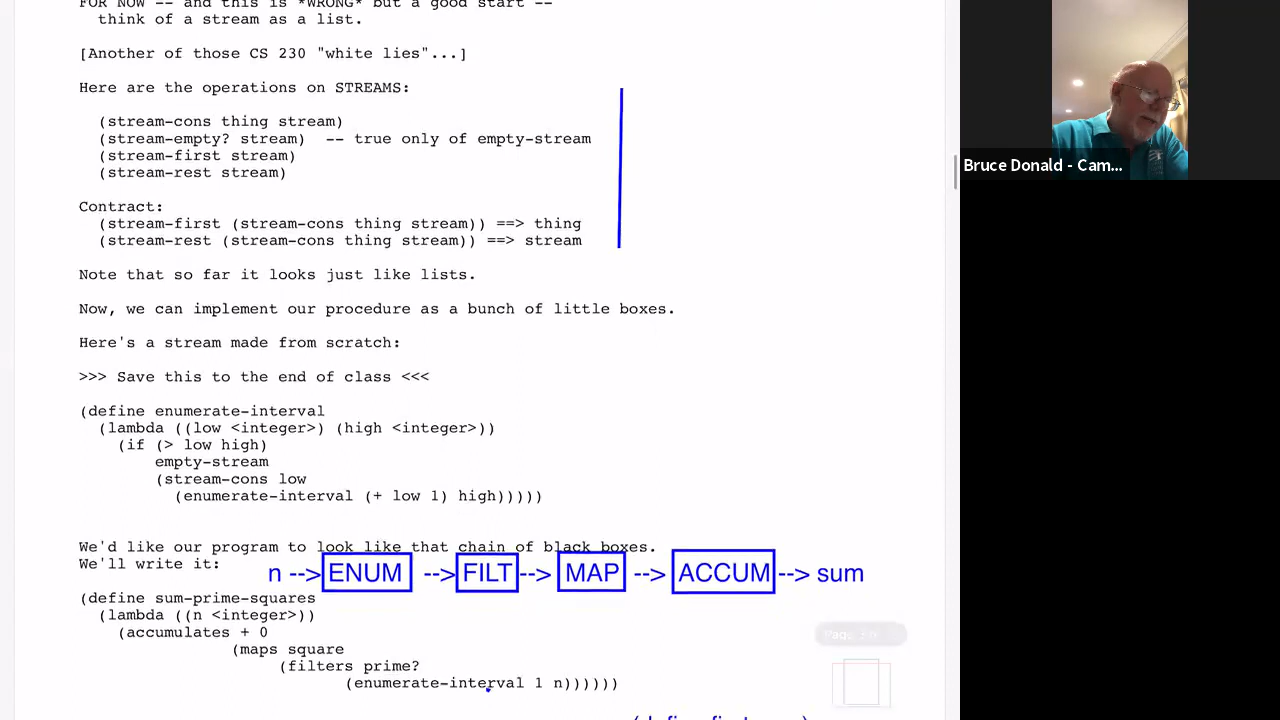 FOR NOW -- and this is *WRONG* but a good start --
think of a stream as a list.
[Another of those CS 230 "white lies"...]
Here are the operations on STREAMS:
(stream-cons thing stream)
(stream-empty? stream)  -- true only of empty-stream
(stream-first stream)
(stream-rest stream)
Contract:
(stream-first (stream-cons thing stream)) ==> thing
(stream-rest (stream-cons thing stream)) ==> stream
Note that so far it looks just like lists.
Now, we can implement our procedure as a bunch of little boxes.
Here's a stream made from scratch:
>>> Save this to the end of class <<<
(define enumerate-interval
(lambda ((low <integer>) (high <integer>))
(if (> low high)
empty-stream
(stream-cons low
(enumerate-interval (+ low 1) high)))))
We'd like our program to look like that chain of black boxes.
We'll write it:
n --> ENUM --> FILT --> MAP --> ACCUM --> sum
(define sum-prime-squares
(lambda ((n <integer>))
(accumulates + 0
(maps square
(filters prime?
(enumerate-interval 1 n))))))
Bruce Donald - Cam...